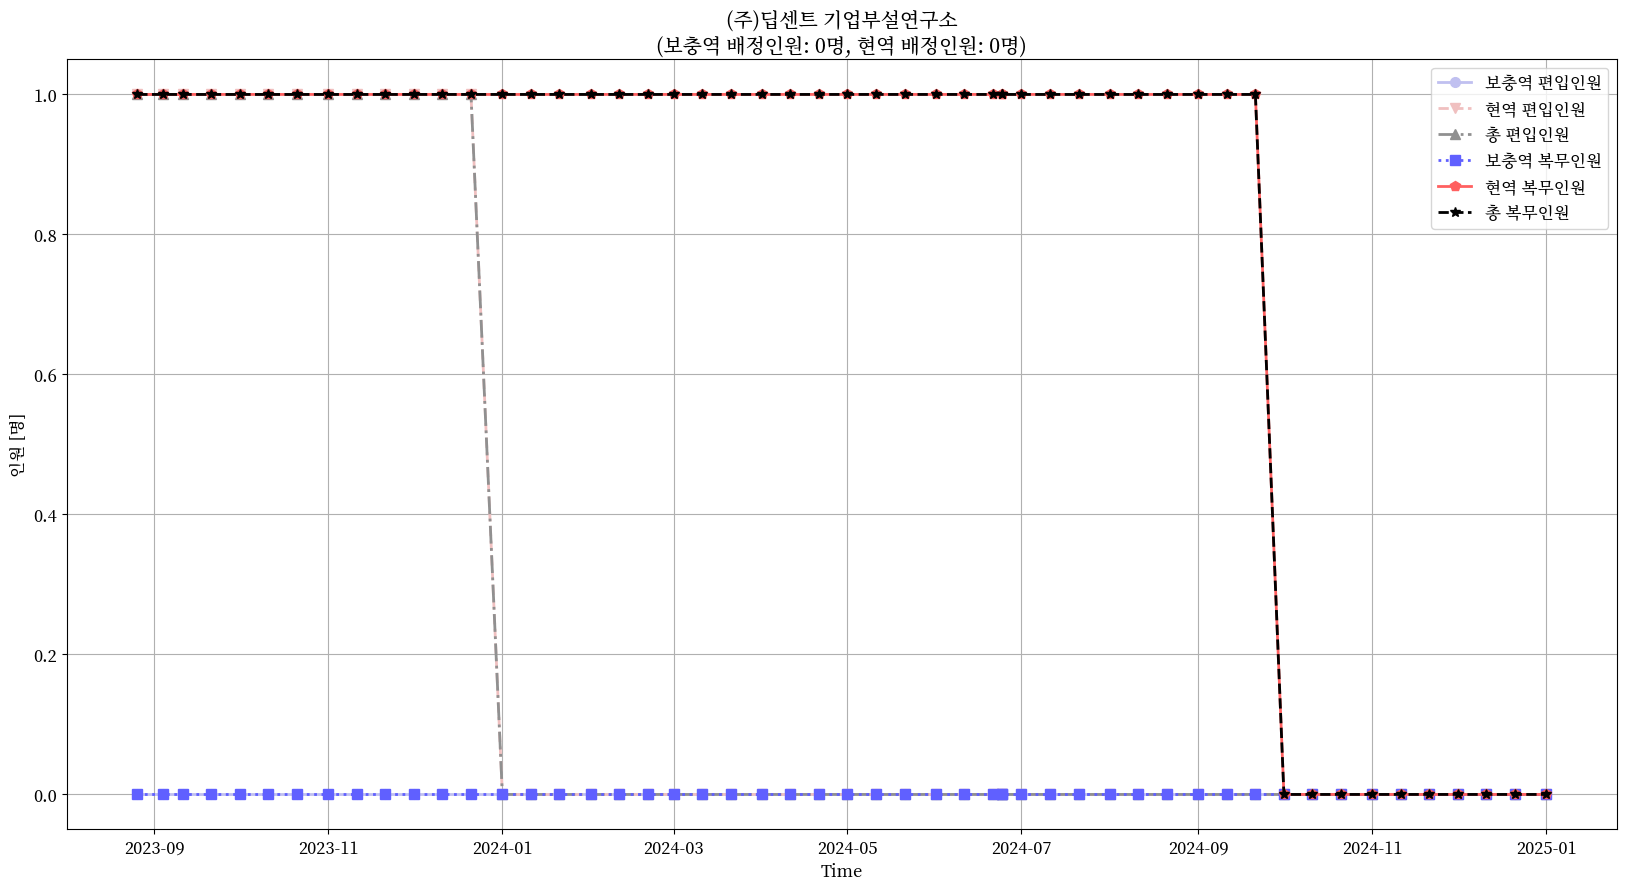 (주)딥센트 기업부설연구소
(보충역 배정인원: 0명, 현역 배정인원: 0명)
보충역 편입인원
현역 편입인원
총 편입인원
보충역 복무인원
현역 복무인원
총 복무인원
1.0
0.8
0.6
0.4
0.2
0.0
인원 [명]
2023-09
2023-11
2024-01
2024-03
2024-05
2024-07
2024-09
2024-11
2025-01
Time